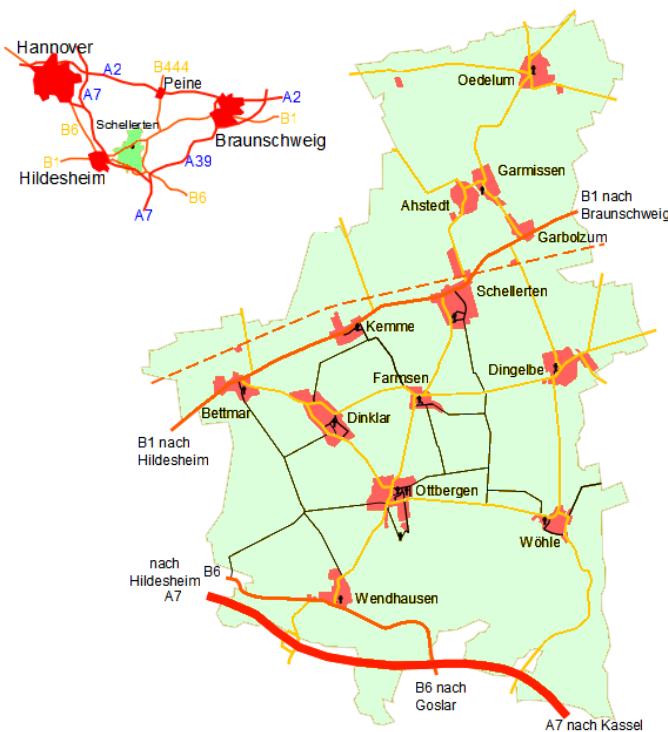 Hannover
A2
B444
Peine
A7
A2
B6
Schellerten
B1
B1
Braunschweig
Hildesheim
A39
B6
A7
Oedelum
Garmissen
Ahstedt
B1 nach
Braunschweig
Garbolzum
Schellerten
Kemme
Dingelbe
Farmsen
Bettmar
Dinklar
B1 nach
Hildesheim
Ottbergen
Wöhle
nach
Hildesheim
A7
B6
Wendhausen
B6 nach
Goslar
A7 nach Kassel